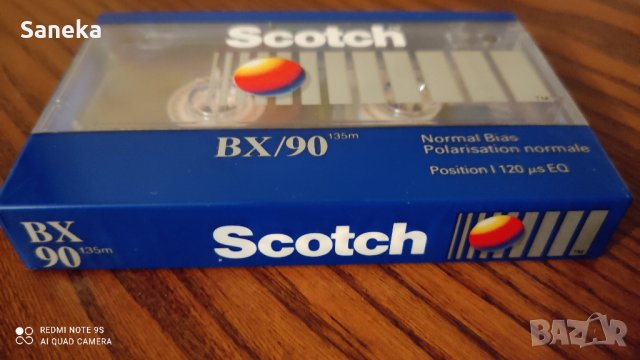 Saneka
Scotch
TM
BX/90 135m
Normal Bias
Polarisation normale
Position I 120 µs EQ
BX
90 135m
Scotch
TM
REDMI NOTE 9S
AI QUAD CAMERA
BAZAR